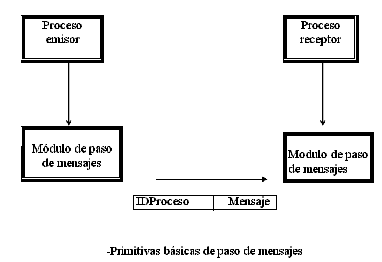 Proceso
emisor
Proceso
receptor
Módulo de paso
de mensajes
Modulo de paso
de mensajes
IDProceso Mensaje
-Primitivas básicas de paso de mensajes